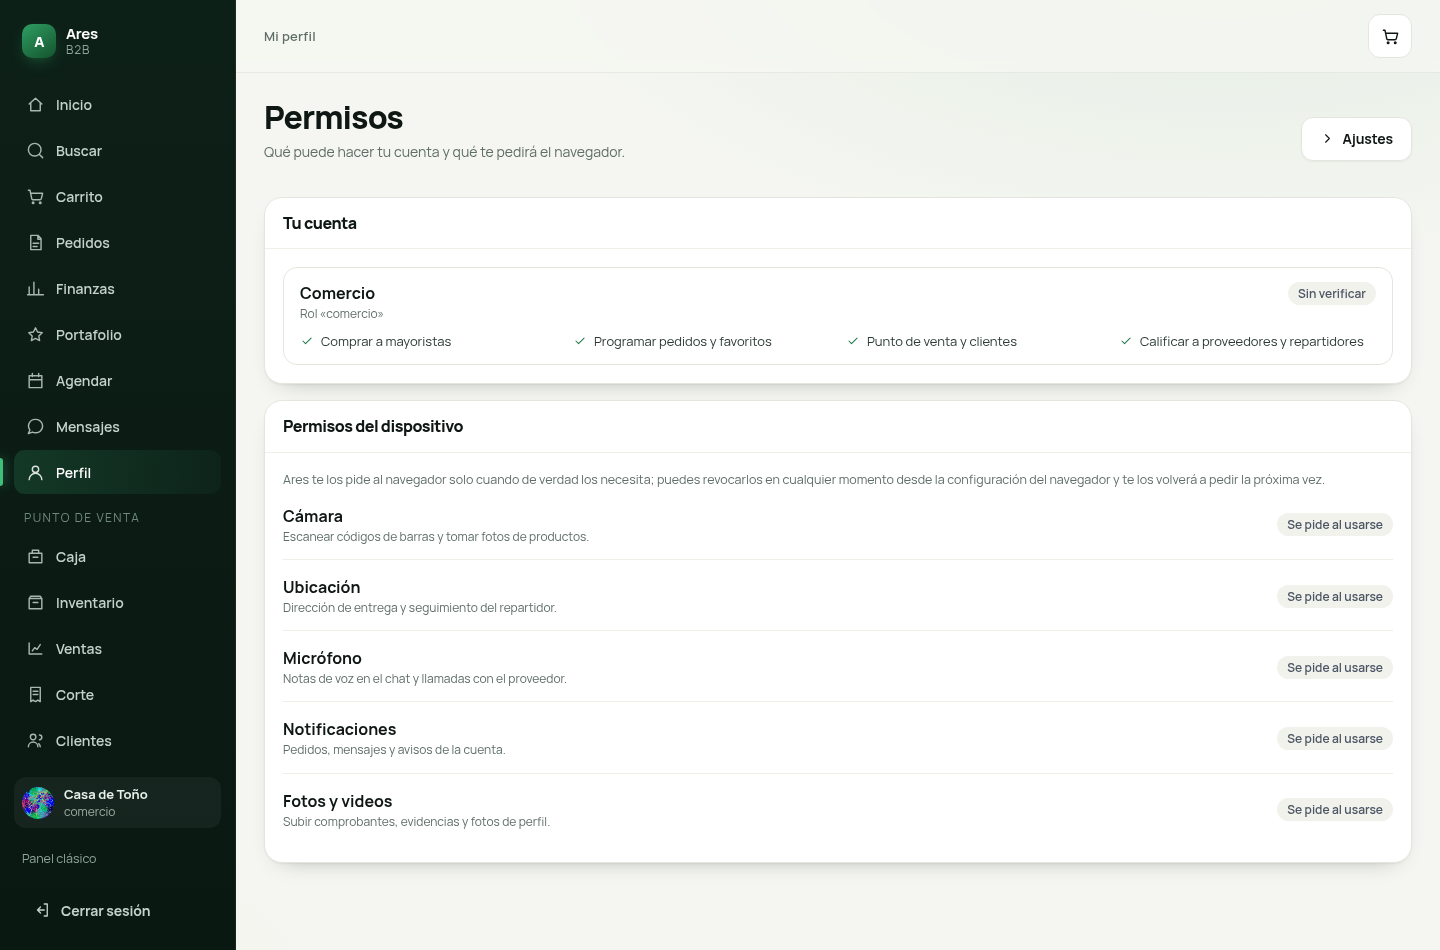 A
Ares
B2B
Inicio
Buscar
Carrito
Pedidos
Finanzas
Portafolio
Agendar
Mensajes
Perfil
PUNTO DE VENTA
Caja
Inventario
Ventas
Corte
Clientes
Casa de Toño
comercio
Panel clásico
Cerrar sesión
Mi perfil
Permisos
Qué puede hacer tu cuenta y qué te pedirá el navegador.
Ajustes
Tu cuenta
Comercio
Sin verificar
Rol «comercio»
Comprar a mayoristas
Programar pedidos y favoritos
Punto de venta y clientes
Calificar a proveedores y repartidores
Permisos del dispositivo
Ares te los pide al navegador solo cuando de verdad los necesita; puedes revocarlos en cualquier momento desde la configuración del navegador y te los volverá a pedir la próxima vez.
Cámara
Escanear códigos de barras y tomar fotos de productos.
Se pide al usarse
Ubicación
Dirección de entrega y seguimiento del repartidor.
Se pide al usarse
Micrófono
Notas de voz en el chat y llamadas con el proveedor.
Se pide al usarse
Notificaciones
Pedidos, mensajes y avisos de la cuenta.
Se pide al usarse
Fotos y videos
Subir comprobantes, evidencias y fotos de perfil.
Se pide al usarse